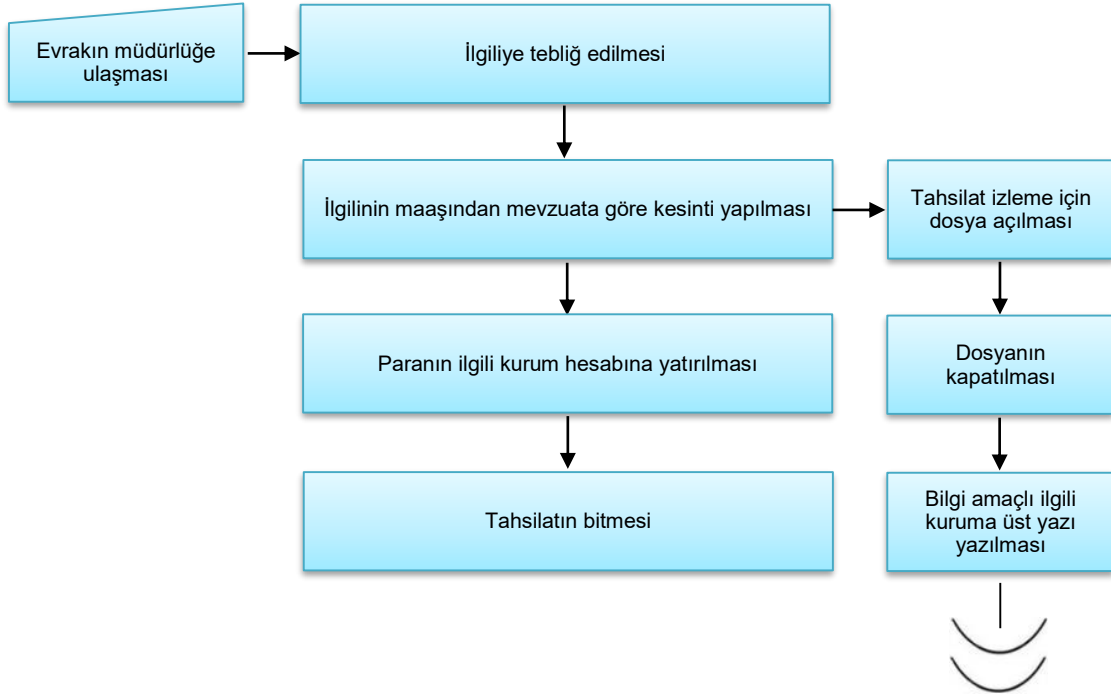 Evrakın müdürlüğe
ulaşması
İlgiliye tebliğ edilmesi
İlgilinin maaşından mevzuata göre kesinti yapılması
Tahsilat izleme için
dosya açılması
Paranın ilgili kurum hesabına yatırılması
Dosyanın
kapatılması
Tahsilatın bitmesi
Bilgi amaçlı ilgili
kuruma üst yazı
yazılması